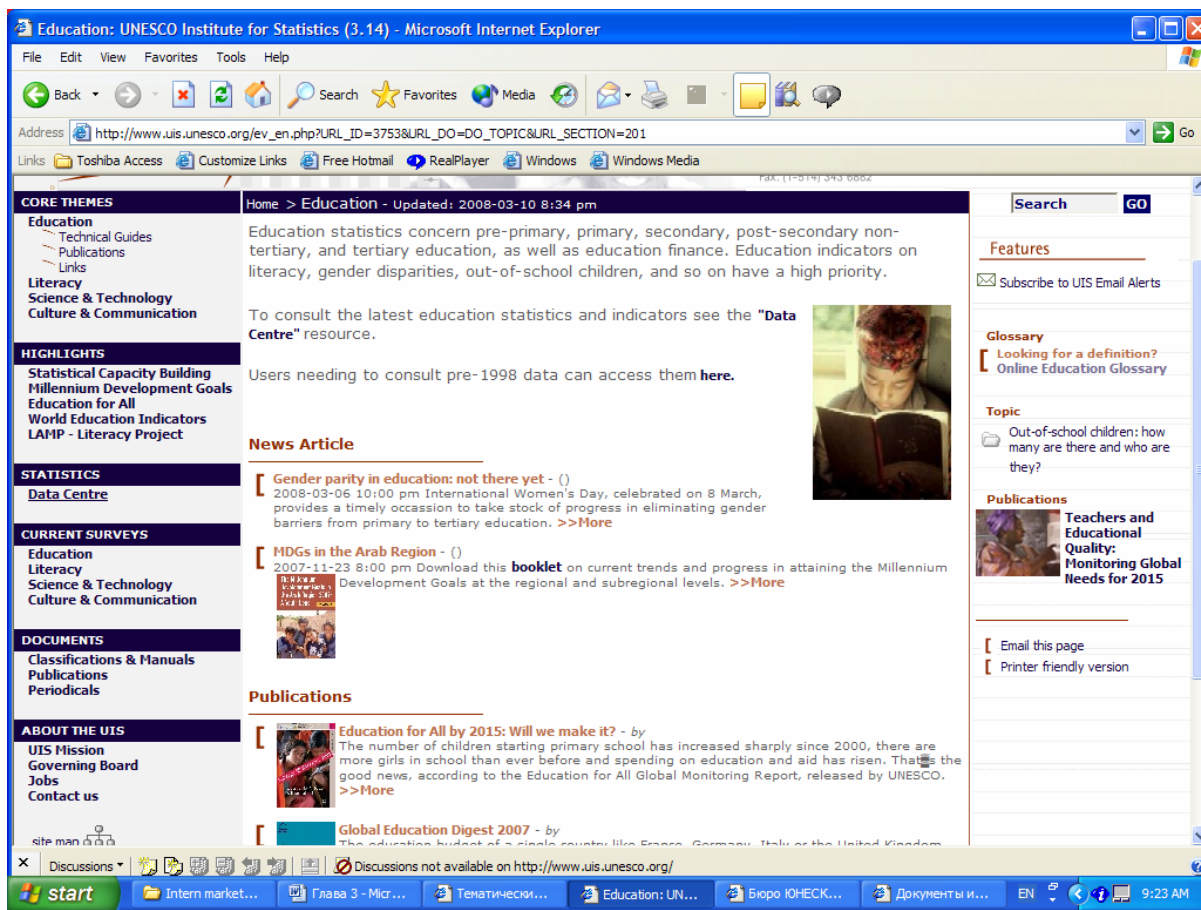 Education: UNESCO Institute for Statistics (3.14) - Microsoft Internet Explorer
File Edit View Favorites Tools Help
Back Search Favorites Media
Address http://www.uis.unesco.org/ev_en.php?URL_ID=3753&URL_DO=DO_TOPIC&URL_SECTION=201 Go
Links Toshiba Access Customize Links Free Hotmail RealPlayer Windows Windows Media
Fax: (1-514) 343 6882
CORE THEMES
Education
Technical Guides
Publications
Links
Literacy
Science & Technology
Culture & Communication
HIGHLIGHTS
Statistical Capacity Building
Millennium Development Goals
Education for All
World Education Indicators
LAMP - Literacy Project
STATISTICS
Data Centre
CURRENT SURVEYS
Education
Literacy
Science & Technology
Culture & Communication
DOCUMENTS
Classifications & Manuals
Publications
Periodicals
ABOUT THE UIS
UIS Mission
Governing Board
Jobs
Contact us
site map
Home > Education - Updated: 2008-03-10 8:34 pm
Education statistics concern pre-primary, primary, secondary, post-secondary non-
tertiary, and tertiary education, as well as education finance. Education indicators on
literacy, gender disparities, out-of-school children, and so on have a high priority.
To consult the latest education statistics and indicators see the "Data
Centre" resource.
Users needing to consult pre-1998 data can access them here.
News Article
Gender parity in education: not there yet - ()
2008-03-06 10:00 pm International Women's Day, celebrated on 8 March,
provides a timely occassion to take stock of progress in eliminating gender
barriers from primary to tertiary education. >>More
MDGs in the Arab Region - ()
2007-11-23 8:00 pm Download this booklet on current trends and progress in attaining the Millennium
Development Goals at the regional and subregional levels. >>More
Publications
Education for All by 2015: Will we make it? - by
The number of children starting primary school has increased sharply since 2000, there are
more girls in school than ever before and spending on education and aid has risen. That s the
good news, according to the Education for All Global Monitoring Report, released by UNESCO.
>>More
Global Education Digest 2007 - by
The education budget of a single country like France, Germany, Italy or the United Kingdom
Search GO
Features
Subscribe to UIS Email Alerts
Glossary
Looking for a definition?
Online Education Glossary
Topic
Out-of-school children: how
many are there and who are
they?
Publications
Teachers and
Educational
Quality:
Monitoring Global
Needs for 2015
Email this page
Printer friendly version
Discussions Discussions not available on http://www.uis.unesco.org/
start Intern market... Глава 3 - Micr... Тематически... Education: UN... Бюро ЮНЕСК... Документы и... EN 9:23 AM